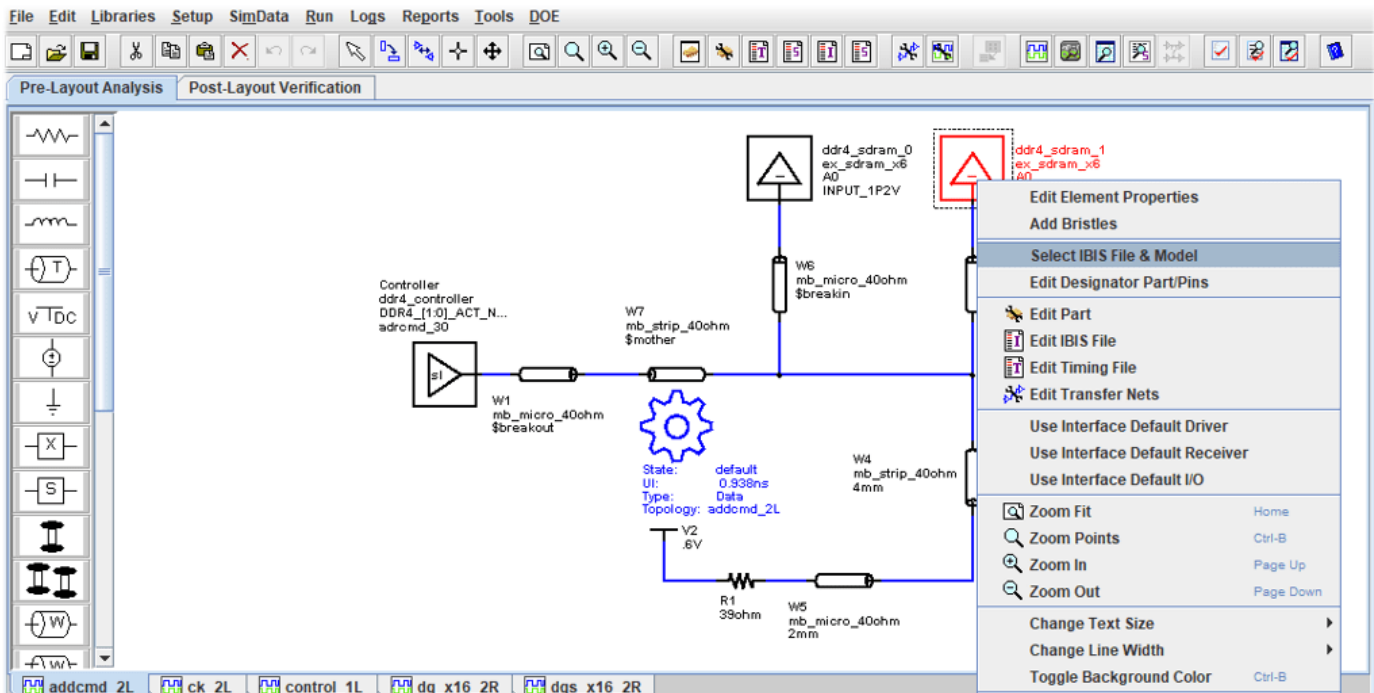 File Edit Libraries Setup SimData Run Logs Reports Tools DOE
Pre-Layout Analysis Post-Layout Verification
T
V DC
X
S
W
W
ddr4_sdram_0
ex_sdram_x6
A0
INPUT_1P2V
ddr4_sdram_1
ex_sdram_x6
A0
W6
mb_micro_40ohm
$breakin
Controller
ddr4_controller
DDR4_[1:0]_ACT_N...
adrcmd_30
sI
W7
mb_strip_40ohm
$mother
W1
mb_micro_40ohm
$breakout
State: default
UI: 0.938ns
Type: Data
Topology: addcmd_2L
W4
mb_strip_40ohm
4mm
V2
.6V
R1
39ohm
W5
mb_micro_40ohm
2mm
Edit Element Properties
Add Bristles
Select IBIS File & Model
Edit Designator Part/Pins
Edit Part
Edit IBIS File
Edit Timing File
Edit Transfer Nets
Use Interface Default Driver
Use Interface Default Receiver
Use Interface Default I/O
Zoom Fit Home
Zoom Points Ctrl-B
Zoom In Page Up
Zoom Out Page Down
Change Text Size
Change Line Width
Toggle Background Color Ctrl-B
addcmd_2L ck_2L control_1L dq_x16_2R dqs_x16_2R